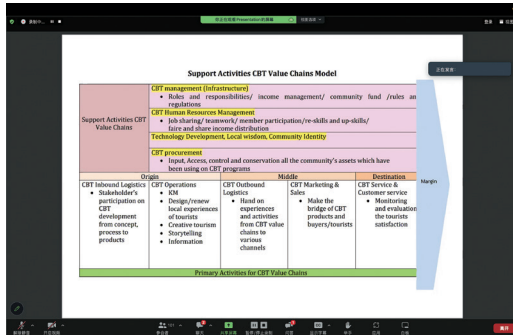 Support Activities CBT Value Chains Model
Support Activities CBT
Value Chains
CBT management (Infrastructure)
• Roles and responsibilities/ income management/ community fund /rules an
regulations
CBT Human Resources Management
• Job sharing/ teamwork/ member participation/re-skills and up-skills/
faire and share income distribution
Technology Development, Local wisdom, Community Identity
CBT procurement
• Input, Access, control and conservation all the community's assets which have
been using on CBT programs
Origin
Middle
Destination
CBT Inbound Logistics
• Stakeholder's
participation on
CBT
development
from concept,
process to
products
CBT Operations
• KM
• Design/renew
local experiences
of tourists
• Creative tourism
• Storytelling
• Information
CBT Outbound
Logistics
• Hand on
experiences
and activities
from CBT value
chains to
various
channels
CBT Marketing &
Sales
• Make the
bridge of CBT
products and
buyers/tourists
CBT Service &
Customer service
• Monitoring
and evaluation
the tourists
satisfaction
Margin
Primary Activities for CBT Value Chains